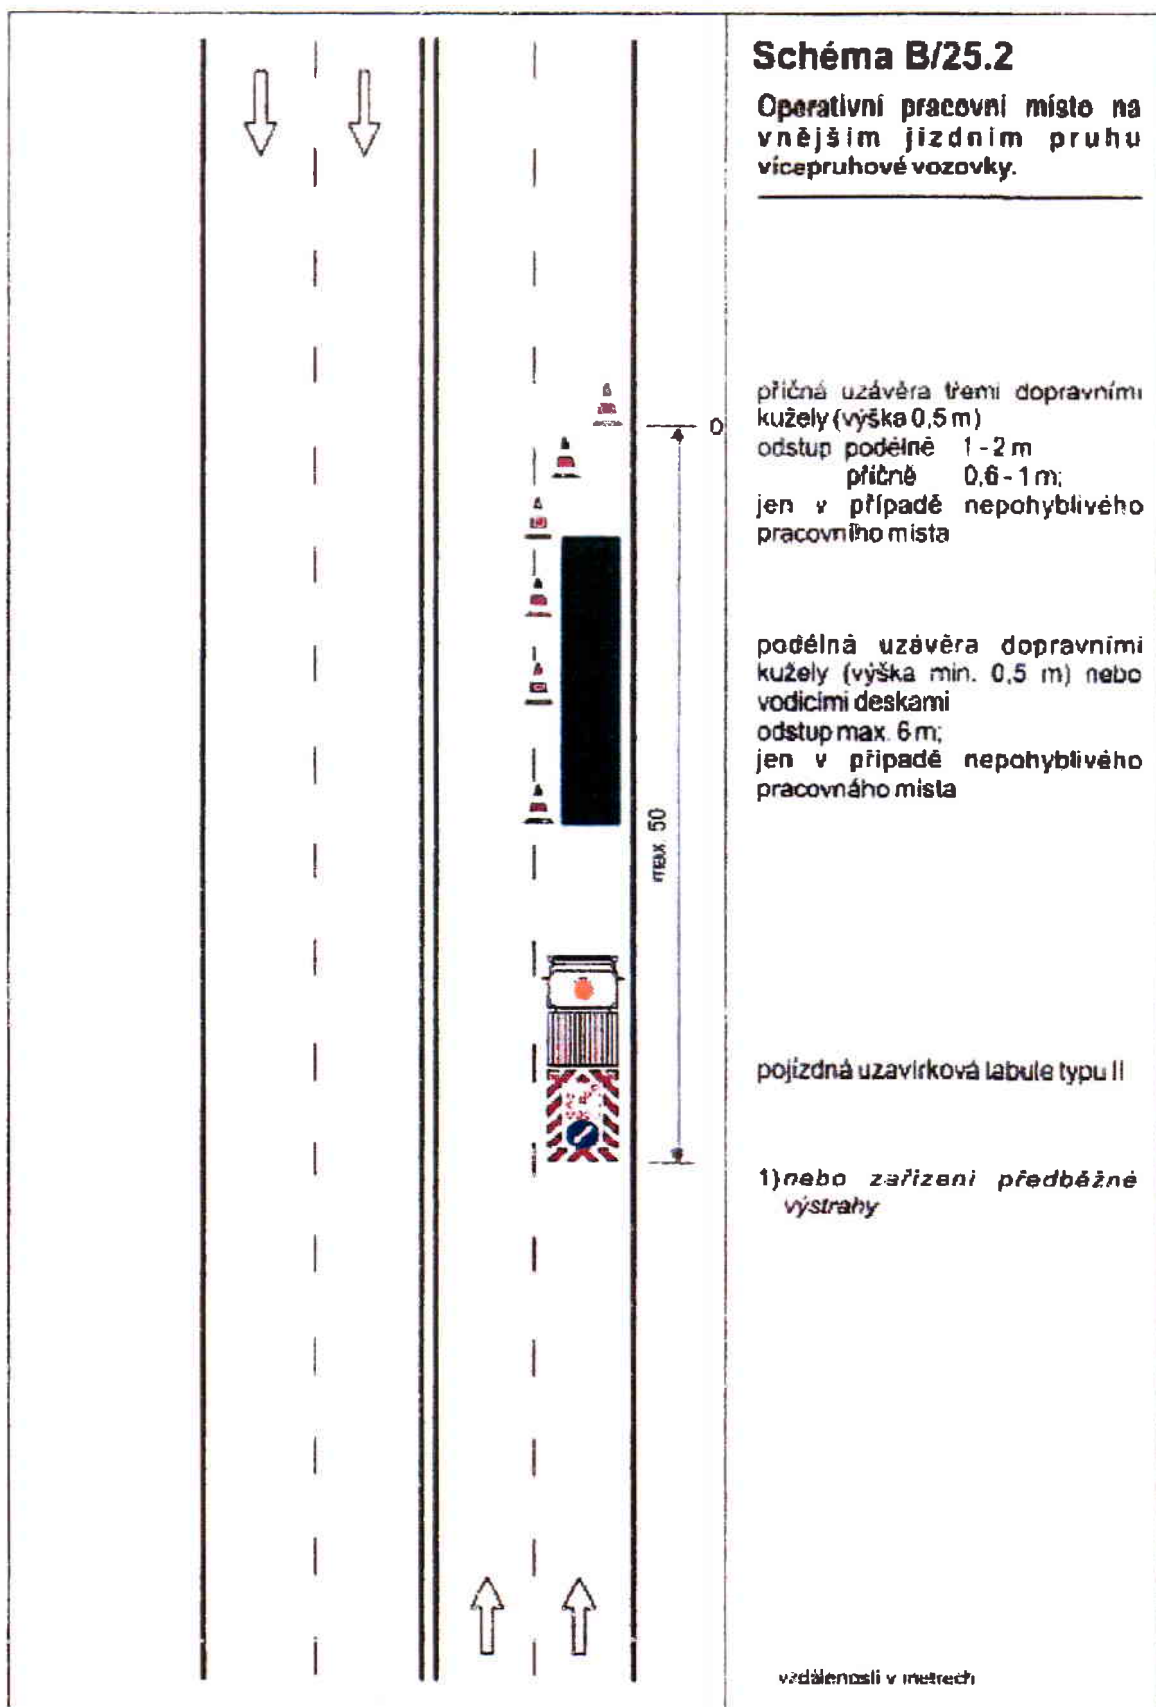 Schéma B/25.2
Operativní pracovní místo na
vnějším jízdním pruhu
vícepruhové vozovky.
příčná uzávěra třemi dopravními
kužely (výška 0,5 m)
odstup podélně 1 - 2 m
příčně 0,6 - 1 m;
jen v případě nepohyblivého
pracovního místa
0
podélná uzávěra dopravními
kužely (výška min. 0,5 m) nebo
vodicími deskami
odstup max. 6 m;
jen v případě nepohyblivého
pracovnáho místa
max. 50
pojízdná uzavírková tabule typu II
1) nebo zařízení předběžné
výstrahy
vzdálenosti v metrech